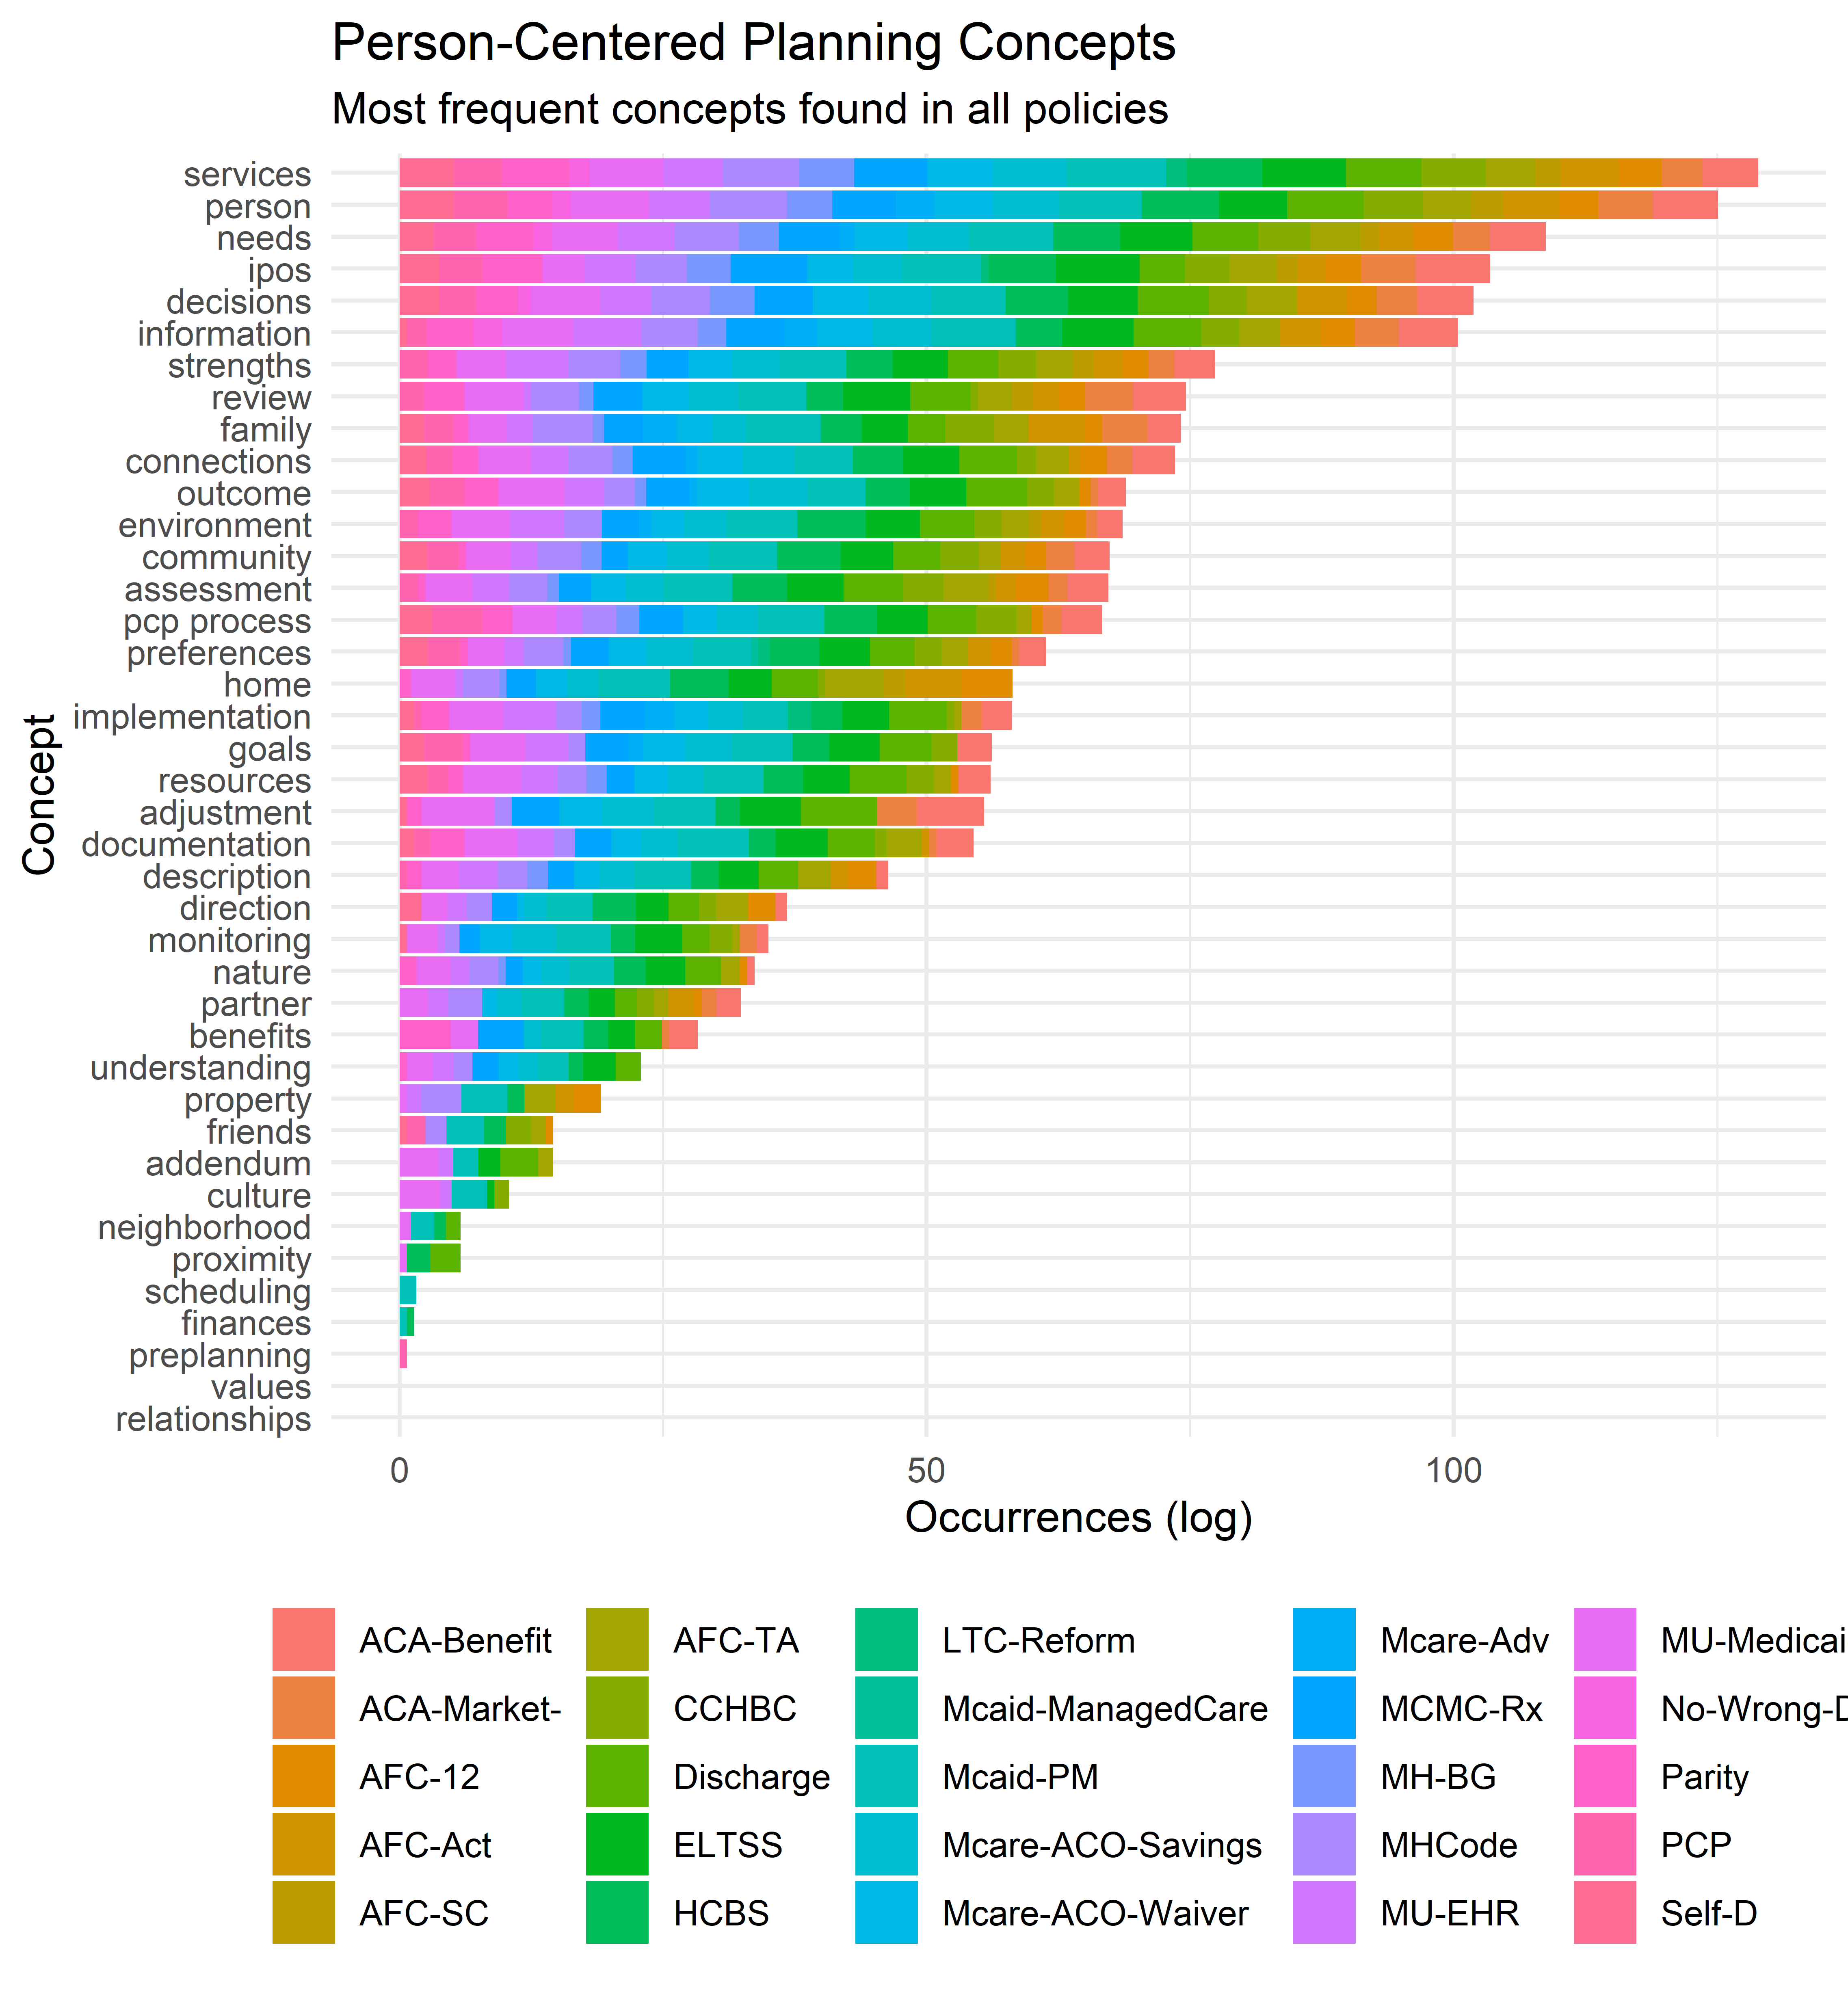 Person-Centered Planning Concepts
Most frequent concepts found in all policies
services
person
needs
ipos
decisions
information
strengths
review
family
connections
outcome
environment
community
assessment
pcp process
preferences
home
implementation
goals
resources
adjustment
documentation
description
direction
monitoring
nature
partner
benefits
understanding
property
friends
addendum
culture
neighborhood
proximity
scheduling
finances
preplanning
values
relationships
Concept
0 50 100
Occurrences (log)
ACA-Benefit AFC-TA LTC-Reform Mcare-Adv MU-Medicai
ACA-Market- CCHBC Mcaid-ManagedCare MCMC-Rx No-Wrong-D
AFC-12 Discharge Mcaid-PM MH-BG Parity
AFC-Act ELTSS Mcare-ACO-Savings MHCode PCP
AFC-SC HCBS Mcare-ACO-Waiver MU-EHR Self-D